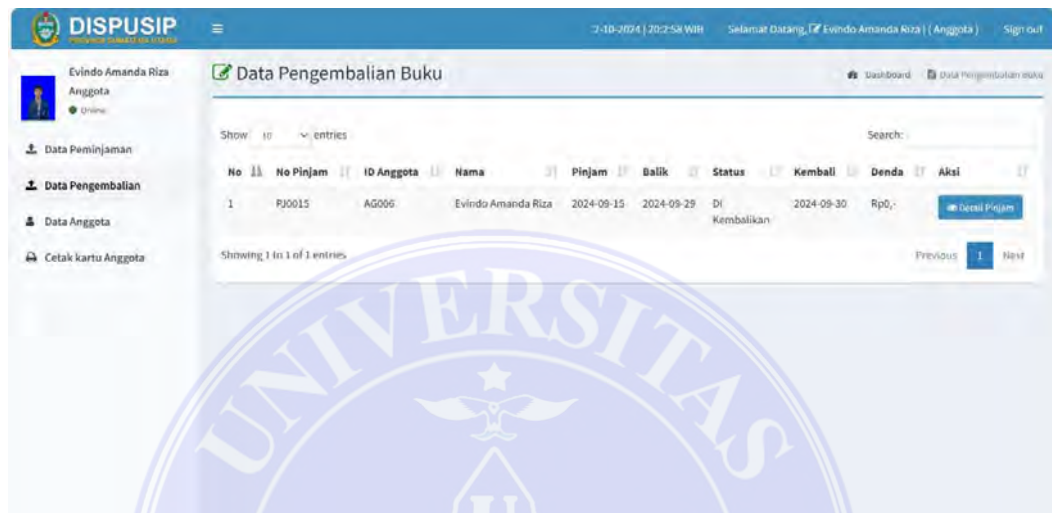 DISPUSIP
PROVINSI SUMATERA UTARA
2-10-2024 | 20:2:58 WIB
Selamat Datang, Evindo Amanda Riza | ( Anggota )
Sign out
Evindo Amanda Riza
Anggota
Online
Data Peminjaman
Data Pengembalian
Data Anggota
Cetak kartu Anggota
Data Pengembalian Buku
Dashboard
Data Pengembalian Buku
Show 10 entries
Search:
No No Pinjam ID Anggota Nama Pinjam Balik Status Kembali Denda Aksi
1 PJ0015 AG006 Evindo Amanda Riza 2024-09-15 2024-09-29 Di 2024-09-30 Rp0,- Detail Pinjam
Kembalikan
Showing 1 to 1 of 1 entries
Previous 1 Next
UNIVERSITAS